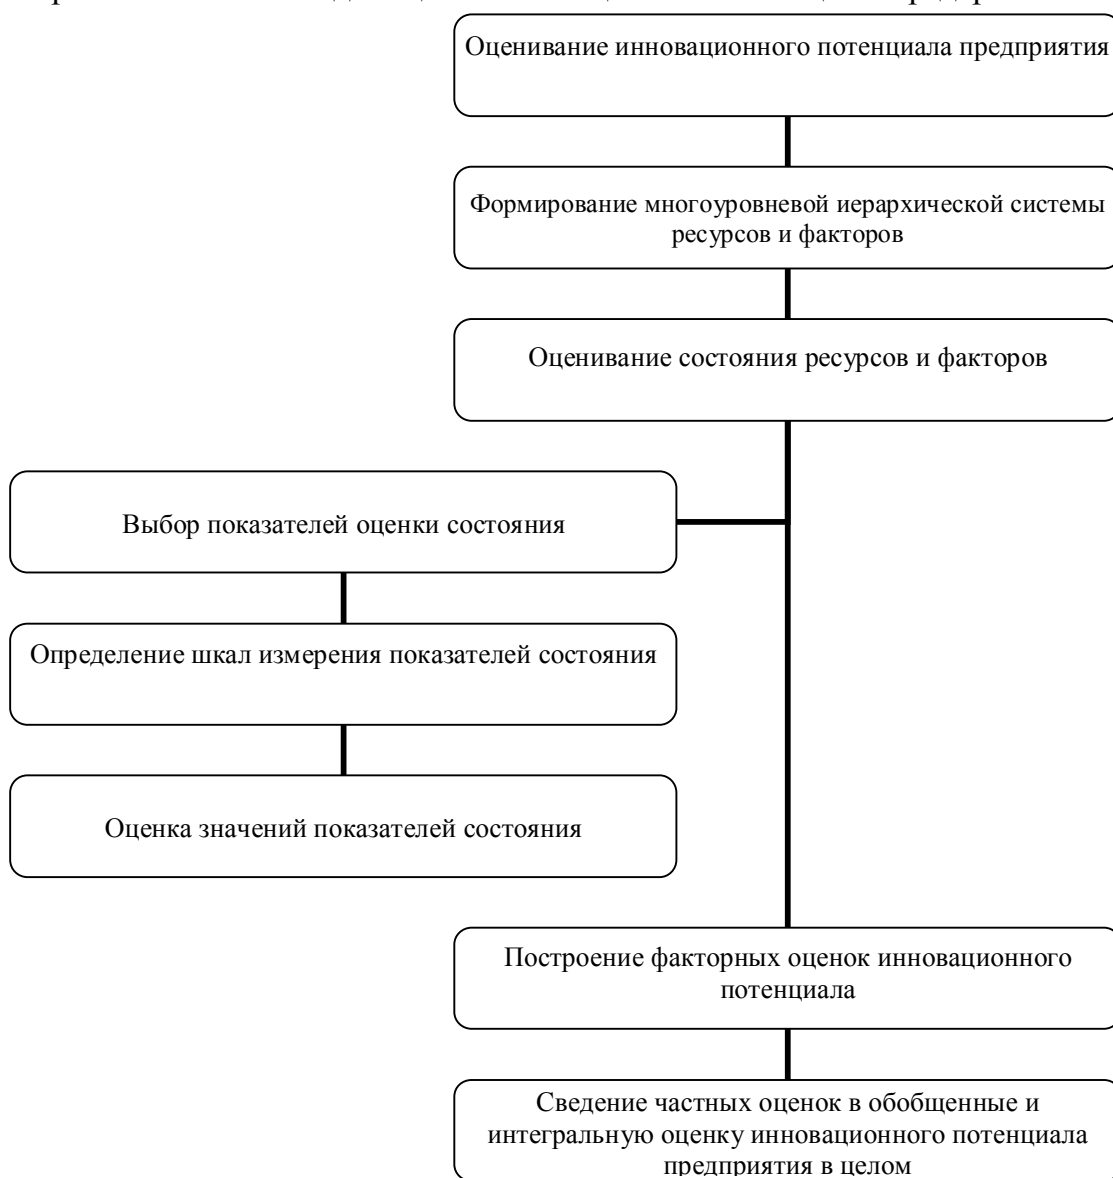 Оценивание инновационного потенциала предприятия
Формирование многоуровневой иерархической системы
ресурсов и факторов
Оценивание состояния ресурсов и факторов
Выбор показателей оценки состояния
Определение шкал измерения показателей состояния
Оценка значений показателей состояния
Построение факторных оценок инновационного
потенциала
Сведение частных оценок в обобщенные и
интегральную оценку инновационного потенциала
предприятия в целом